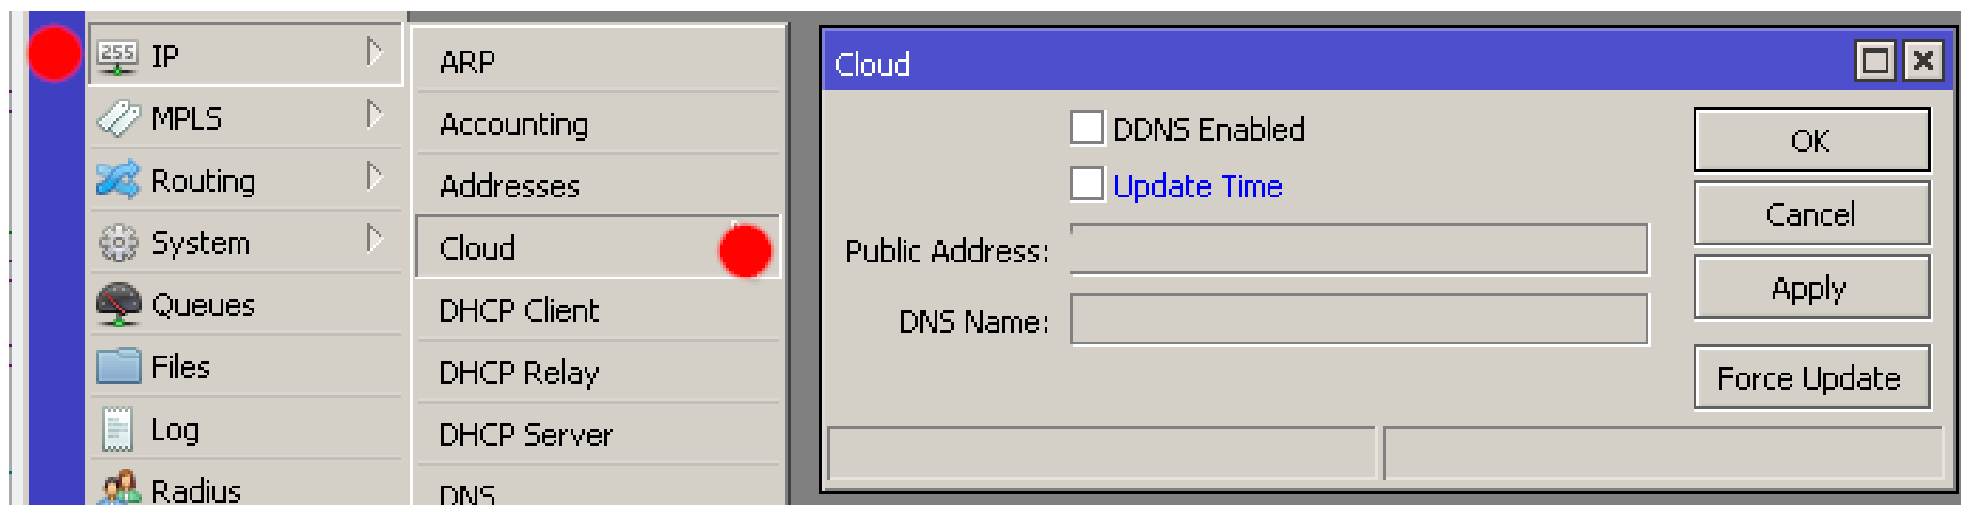 255 IP
MPLS
Routing
System
Queues
Files
Log
Radius
ARP
Accounting
Addresses
Cloud
DHCP Client
DHCP Relay
DHCP Server
DNS
Cloud
DDNS Enabled
Update Time
Public Address:
DNS Name:
OK
Cancel
Apply
Force Update